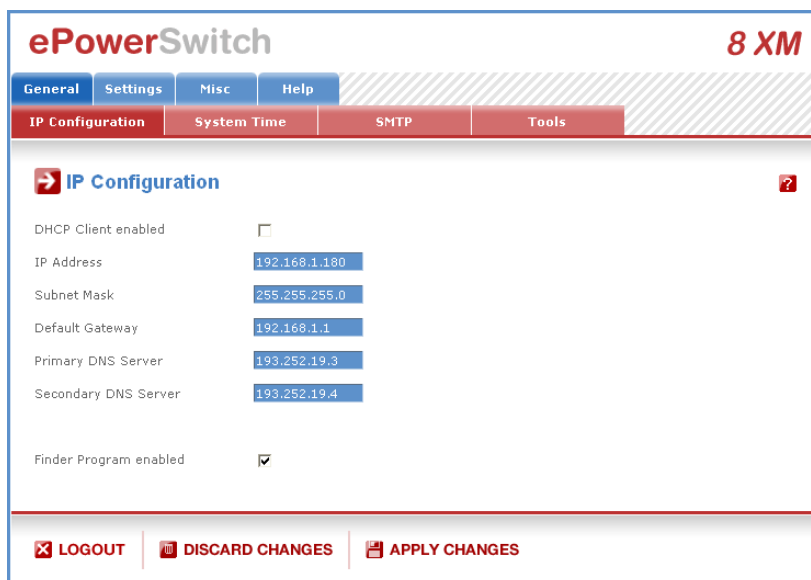 ePowerSwitch 8 XM
General Settings Misc Help
IP Configuration System Time SMTP Tools
IP Configuration ?
DHCP Client enabled
IP Address 192.168.1.180
Subnet Mask 255.255.255.0
Default Gateway 192.168.1.1
Primary DNS Server 193.252.19.3
Secondary DNS Server 193.252.19.4
Finder Program enabled
LOGOUT DISCARD CHANGES APPLY CHANGES